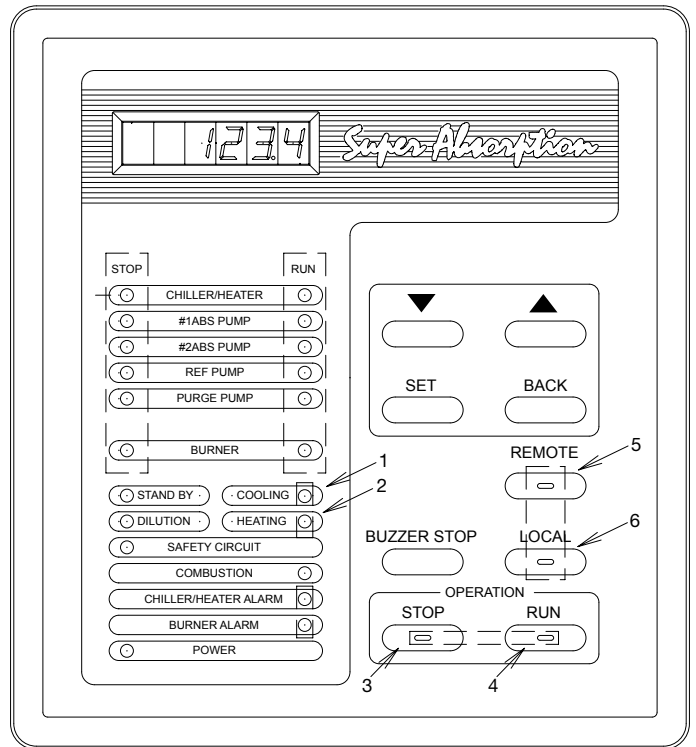 123.4 Super Absorption
STOP RUN
CHILLER/HEATER
#1ABS PUMP
#2ABS PUMP
REF PUMP
PURGE PUMP
BURNER
STAND BY COOLING 1
DILUTION HEATING 2
SAFETY CIRCUIT
COMBUSTION
CHILLER/HEATER ALARM
BURNER ALARM
POWER
▼ ▲
SET BACK
REMOTE 5
BUZZER STOP LOCAL 6
OPERATION
STOP RUN
3 4